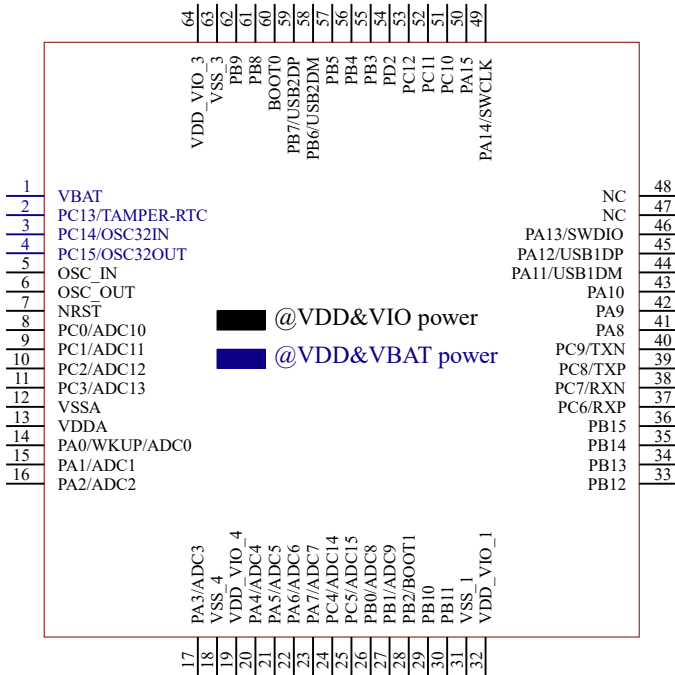 64 63 62 61 60 59 58 57 56 55 54 53 52 51 50 49
VDD_VIO_3
VSS_3
PB9
PB8
BOOT0
PB7/USB2DP
PB6/USB2DM
PB5
PB4
PB3
PD2
PC12
PC11
PC10
PA15
PA14/SWCLK
1 VBAT
2 PC13/TAMPER-RTC
3 PC14/OSC32IN
4 PC15/OSC32OUT
5 OSC_IN
6 OSC_OUT
7 NRST
8 PC0/ADC10
9 PC1/ADC11
10 PC2/ADC12
11 PC3/ADC13
12 VSSA
13 VDDA
14 PA0/WKUP/ADC0
15 PA1/ADC1
16 PA2/ADC2
@VDD&VIO power
@VDD&VBAT power
NC 48
NC 47
PA13/SWDIO 46
PA12/USB1DP 45
PA11/USB1DM 44
PA10 43
PA9 42
PA8 41
PC9/TXN 40
PC8/TXP 39
PC7/RXN 38
PC6/RXP 37
PB15 36
PB14 35
PB13 34
PB12 33
PA3/ADC3
VSS_4
VDD_VIO_4
PA4/ADC4
PA5/ADC5
PA6/ADC6
PA7/ADC7
PC4/ADC14
PC5/ADC15
PB0/ADC8
PB1/ADC9
PB2/BOOT1
PB10
PB11
VSS_1
VDD_VIO_1
17 18 19 20 21 22 23 24 25 26 27 28 29 30 31 32